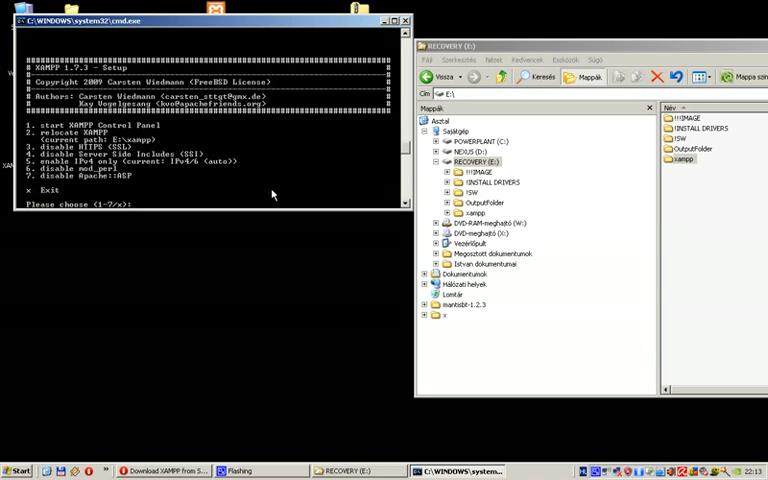 C:\WINDOWS\system32\cmd.exe
# XAMPP 1.7.3 - Setup
# Copyright 2009 Carsten Wiedmann (FreeBSD License)
# Authors: Carsten Wiedmann <carsten_sttgt@gmx.de>
# Kay Vogelgesang <kvo@apachefriends.org>
1. start XAMPP Control Panel
2. relocate XAMPP
(current path: E:\xampp)
3. disable HTTPS (SSL)
4. disable Server Side Includes (SSI)
5. enable IPv4 only (current: IPv4/6 (auto))
6. disable mod_perl
7. disable Apache::ASP
x Exit
Please choose (1-7/x):
RECOVERY (E:)
Fájl Szerkesztés Nézet Kedvencek Eszközök Súgó
Vissza Keresés Mappák Mappa szin
Cím E:\
Mappák
Asztal
Sajátgép
POWERPLANT (C:)
NEXUS (D:)
RECOVERY (E:)
!!!IMAGE
!INSTALL DRIVERS
!SW
OutputFolder
xampp
DVD-RAM-meghajtó (W:)
DVD-meghajtó (X:)
Vezérlőpult
Megosztott dokumentumok
Istvan dokumentumai
Dokumentumok
Hálózati helyek
Lomtár
mantisbt-1.2.3
x
Név
!!!IMAGE
!INSTALL DRIVERS
!SW
OutputFolder
xampp
Start
Download XAMPP from S...
Flashing
RECOVERY (E:)
C:\WINDOWS\system...
22:13